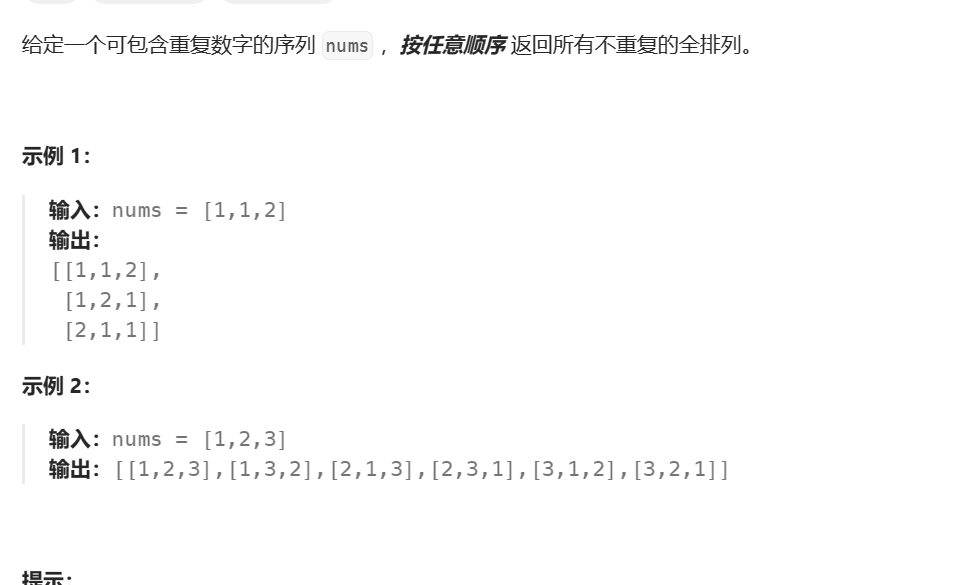 给定一个可包含重复数字的序列 nums ，按任意顺序 返回所有不重复的全排列。
示例 1：
输入：nums = [1,1,2]
输出：
[[1,1,2],
[1,2,1],
[2,1,1]]
示例 2：
输入：nums = [1,2,3]
输出：[[1,2,3],[1,3,2],[2,1,3],[2,3,1],[3,1,2],[3,2,1]]
提示：